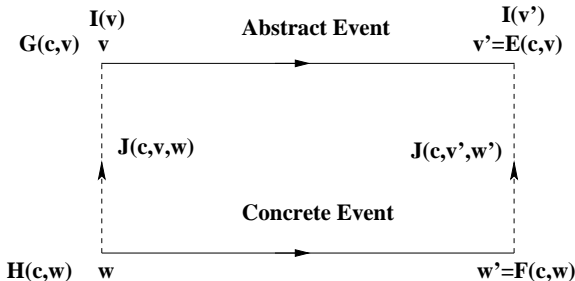 I(v) Abstract Event I(v’)
G(c,v) v v’=E(c,v)
J(c,v,w) J(c,v’,w’)
Concrete Event
H(c,w) w w’=F(c,w)